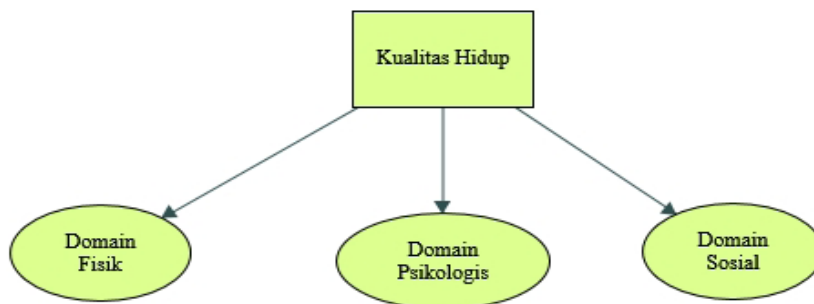 Kualitas Hidup
Domain
Fisik
Domain
Psikologis
Domain
Sosial